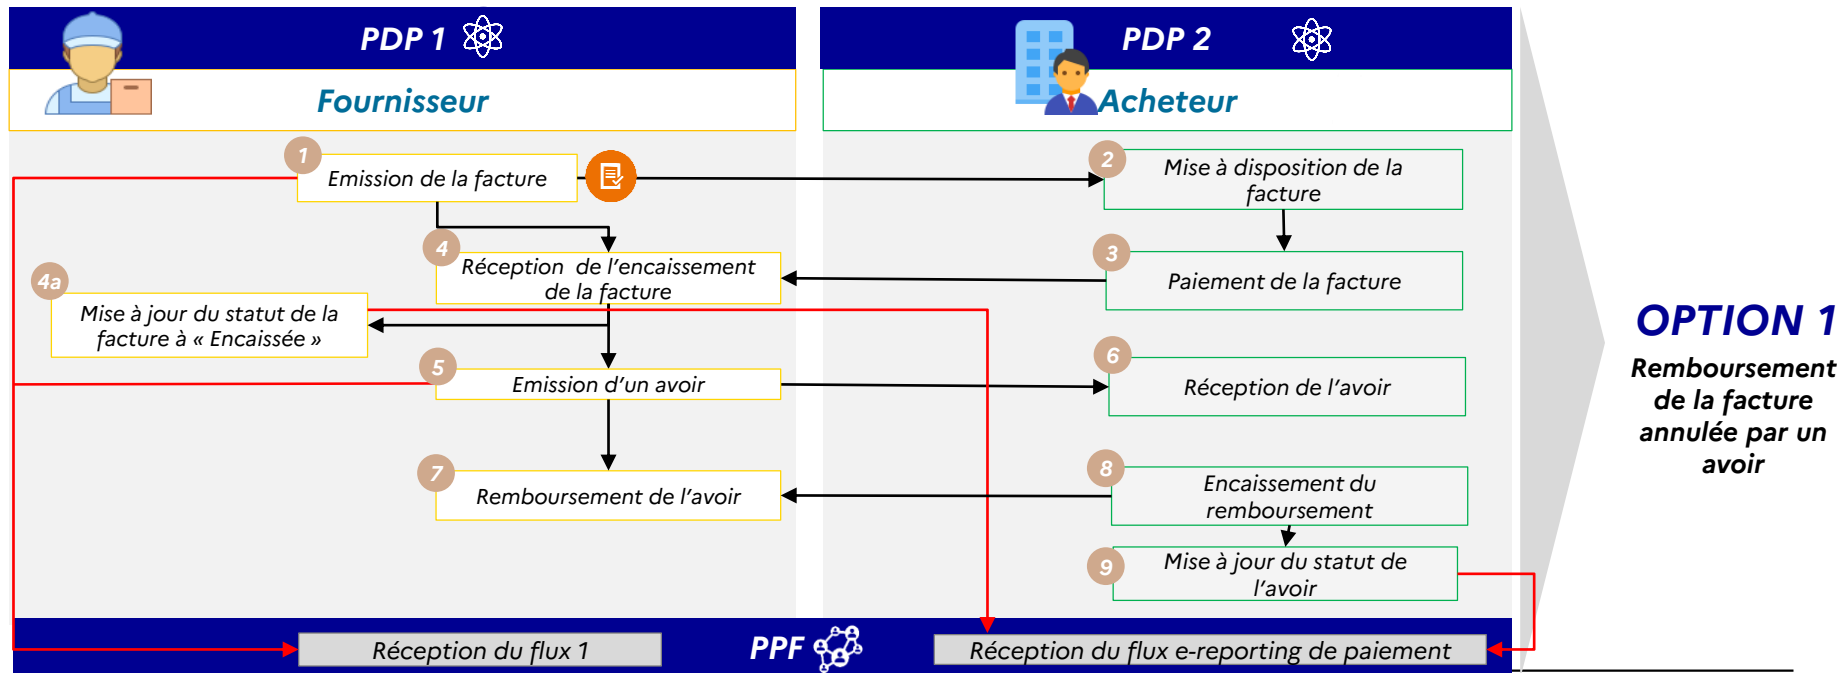 PDP 1
PDP 2
Fournisseur
Acheteur
1
Emission de la facture
2
Mise à disposition de la
facture
4
Réception de l'encaissement
de la facture
3
Paiement de la facture
4a
Mise à jour du statut de la
facture à « Encaissée »
5
Emission d'un avoir
6
Réception de l'avoir
7
Remboursement de l'avoir
8
Encaissement du
remboursement
9
Mise à jour du statut de
l'avoir
Réception du flux 1
PPF
Réception du flux e-reporting de paiement
OPTION 1
Remboursement
de la facture
annulée par un
avoir